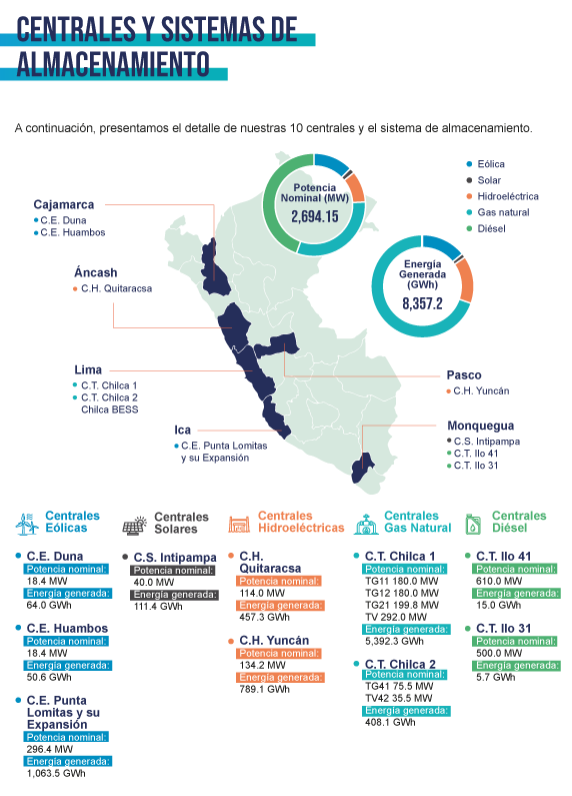 CENTRALES Y SISTEMAS DE
ALMACENAMIENTO
A continuación, presentamos el detalle de nuestras 10 centrales y el sistema de almacenamiento.
Potencia
Nominal (MW)
2,694.15
Eólica
Solar
Hidroeléctrica
Gas natural
Diésel
Energía
Generada
(GWh)
8,357.2
Cajamarca
C.E. Duna
C.E. Huambos
Áncash
C.H. Quitaracsa
Lima
C.T. Chilca 1
C.T. Chilca 2
Chilca BESS
Ica
C.E. Punta Lomitas
y su Expansión
Pasco
C.H. Yuncán
Monquegua
C.S. Intipampa
C.T. Ilo 41
C.T. Ilo 31
Centrales
Eólicas
C.E. Duna
Potencia nominal:
18.4 MW
Energía generada:
64.0 GWh
C.E. Huambos
Potencia nominal:
18.4 MW
Energía generada:
50.6 GWh
C.E. Punta
Lomitas y su
Expansión
Potencia nominal:
296.4 MW
Energía generada:
1,063.5 GWh
Centrales
Solares
C.S. Intipampa
Potencia nominal:
40.0 MW
Energía generada:
111.4 GWh
Centrales
Hidroeléctricas
C.H.
Quitaracsa
Potencia nominal:
114.0 MW
Energía generada:
457.3 GWh
C.H. Yuncán
Potencia nominal:
134.2 MW
Energía generada:
789.1 GWh
Centrales
Gas Natural
C.T. Chilca 1
Potencia nominal:
TG11 180.0 MW
TG12 180.0 MW
TG21 199.8 MW
TV 292.0 MW
Energía generada:
5,392.3 GWh
C.T. Chilca 2
Potencia nominal:
TG41 75.5 MW
TV42 35.5 MW
Energía generada:
408.1 GWh
Centrales
Diésel
C.T. Ilo 41
Potencia nominal:
610.0 MW
Energía generada:
15.0 GWh
C.T. Ilo 31
Potencia nominal:
500.0 MW
Energía generada:
5.7 GWh